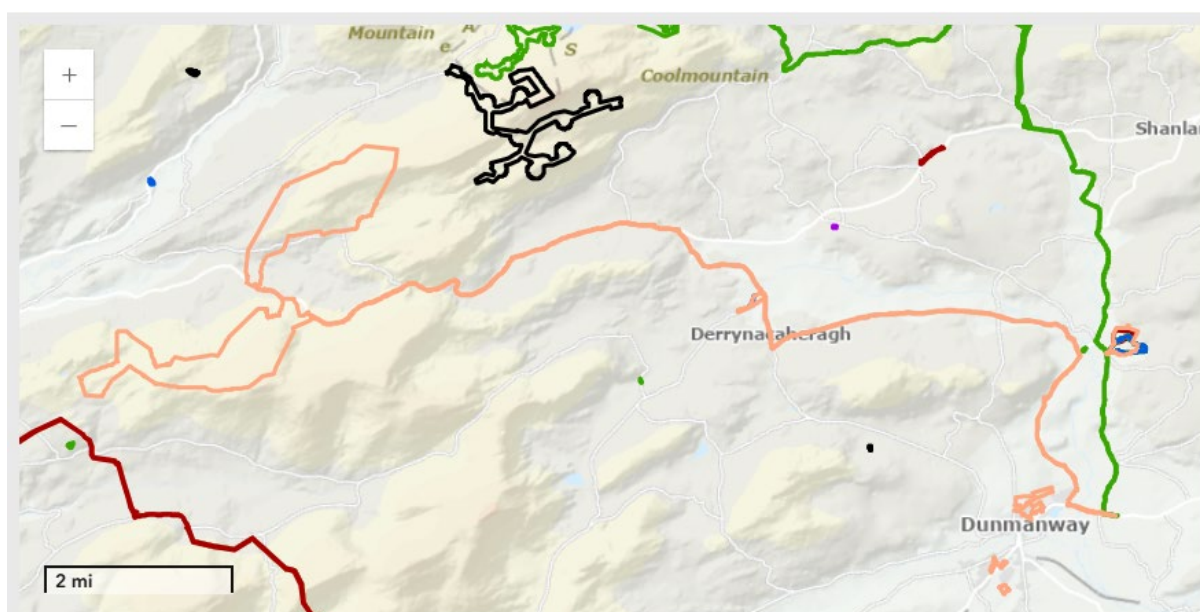 Mountain
A
e
S
Coolmountain
+
−
Shanla
Derrynacaheragh
Dunmanway
2 mi